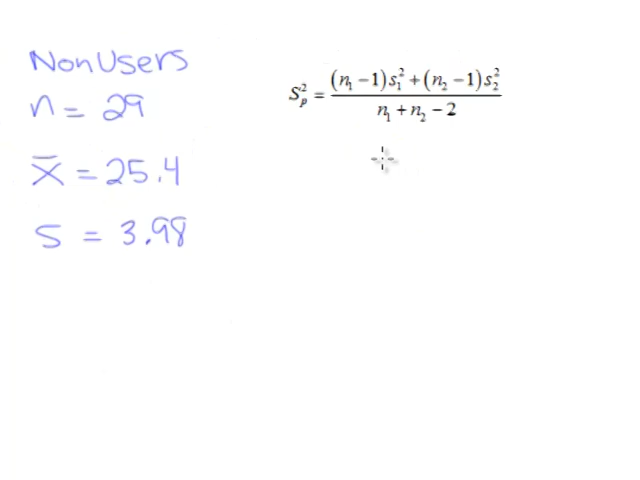 NonUsers
n = 29
x̄ = 25.4
s = 3.98
S_p^2 = ((n_1 − 1)s_1^2 + (n_2 − 1)s_2^2) / (n_1 + n_2 − 2)